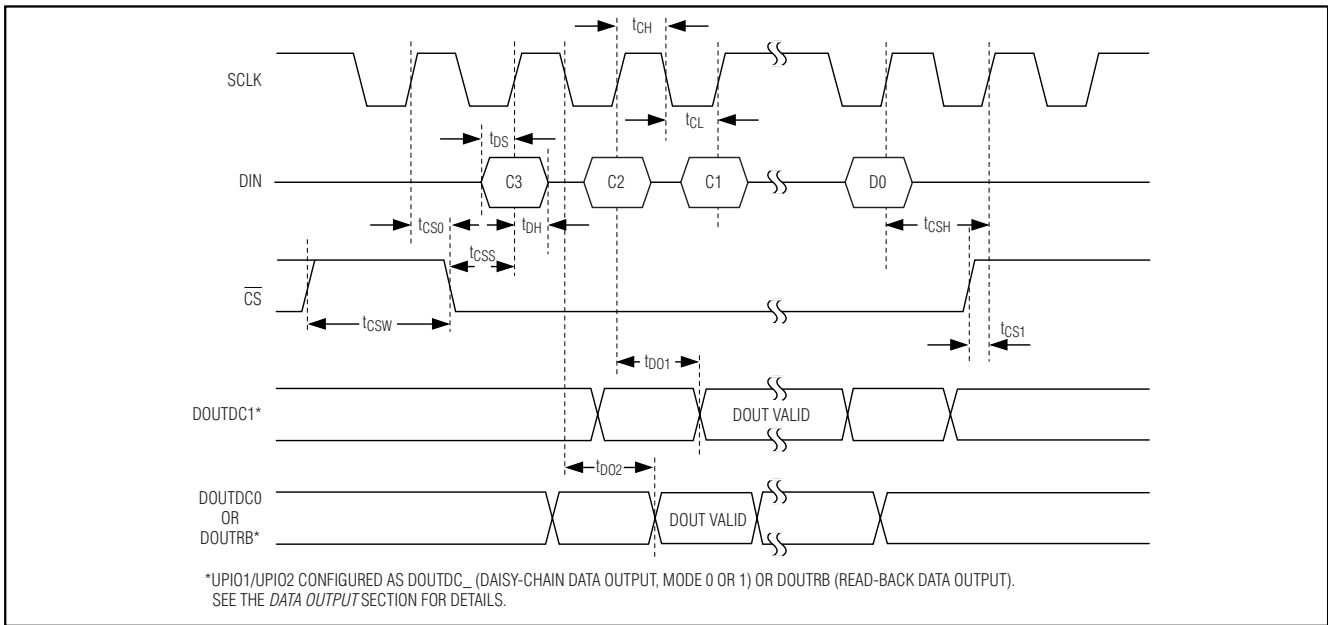 tCH
SCLK
tCL
tDS
DIN
C3
C2
C1
D0
tCS0
tDH
tCSH
tCSS
CS
tCSW
tCS1
tDO1
DOUTDC1*
DOUT VALID
tDO2
DOUTDC0
OR
DOUTRB*
DOUT VALID
*UPIO1/UPIO2 CONFIGURED AS DOUTDC_ (DAISY-CHAIN DATA OUTPUT, MODE 0 OR 1) OR DOUTRB (READ-BACK DATA OUTPUT).
SEE THE DATA OUTPUT SECTION FOR DETAILS.